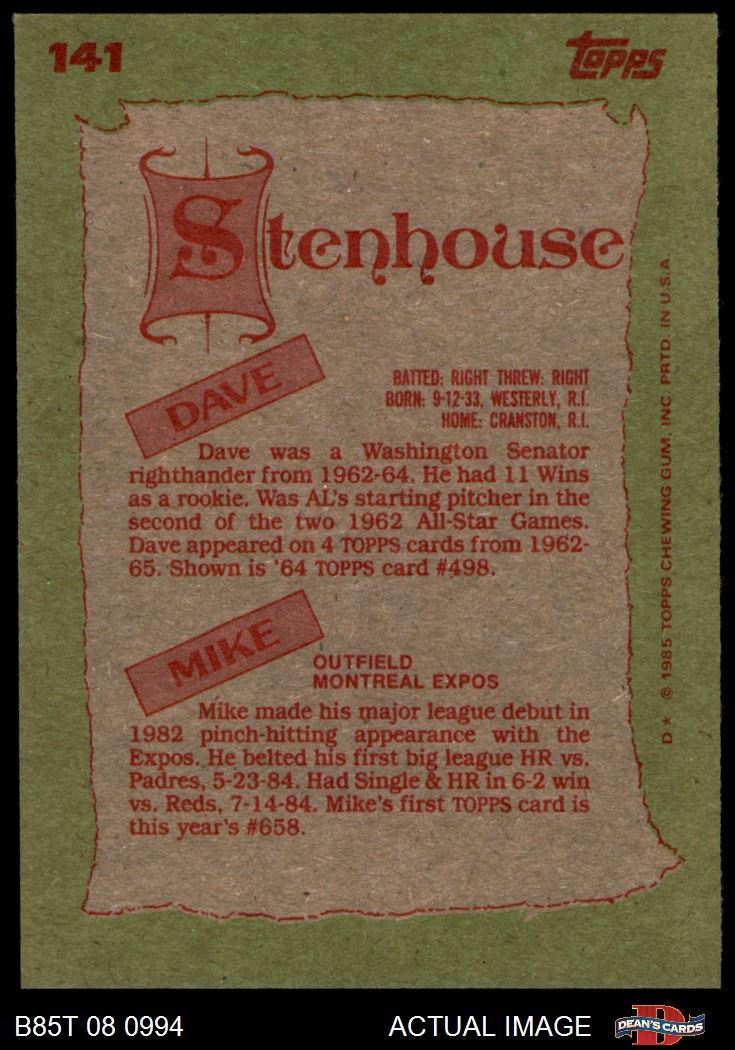 141
TOPPS
Stenhouse
DAVE
BATTED: RIGHT THREW: RIGHT
BORN: 9-12-33, WESTERLY, R.I.
HOME: CRANSTON, R.I.
Dave was a Washington Senator
righthander from 1962-64. He had 11 Wins
as a rookie. Was AL's starting pitcher in the
second of the two 1962 All-Star Games.
Dave appeared on 4 TOPPS cards from 1962-
65. Shown is '64 TOPPS card #498.
MIKE
OUTFIELD
MONTREAL EXPOS
Mike made his major league debut in
1982 pinch-hitting appearance with the
Expos. He belted his first big league HR vs.
Padres, 5-23-84. Had Single & HR in 6-2 win
vs. Reds, 7-14-84. Mike's first TOPPS card is
this year's #658.
D* © 1985 TOPPS CHEWING GUM, INC. PRTD. IN U.S.A.
B85T 08 0994
ACTUAL IMAGE
D
DEAN'S CARDS